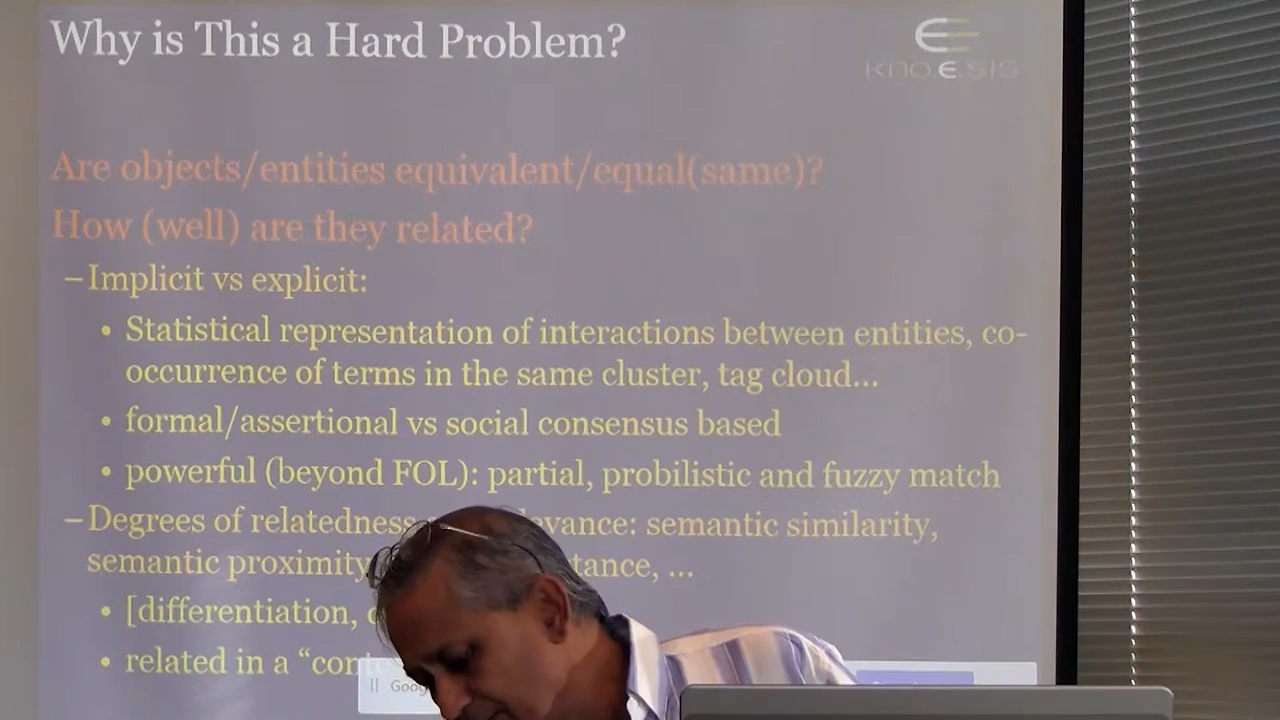 Why is This a Hard Problem?
KNO.E.SIS
Are objects/entities equivalent/equal(same)?
How (well) are they related?
– Implicit vs explicit:
• Statistical representation of interactions between entities, co-
occurrence of terms in the same cluster, tag cloud...
• formal/assertional vs social consensus based
• powerful (beyond FOL): partial, probilistic and fuzzy match
– Degrees of relatedness semantic similarity,
semantic proximity, ...
• [differentiation,
• related in a